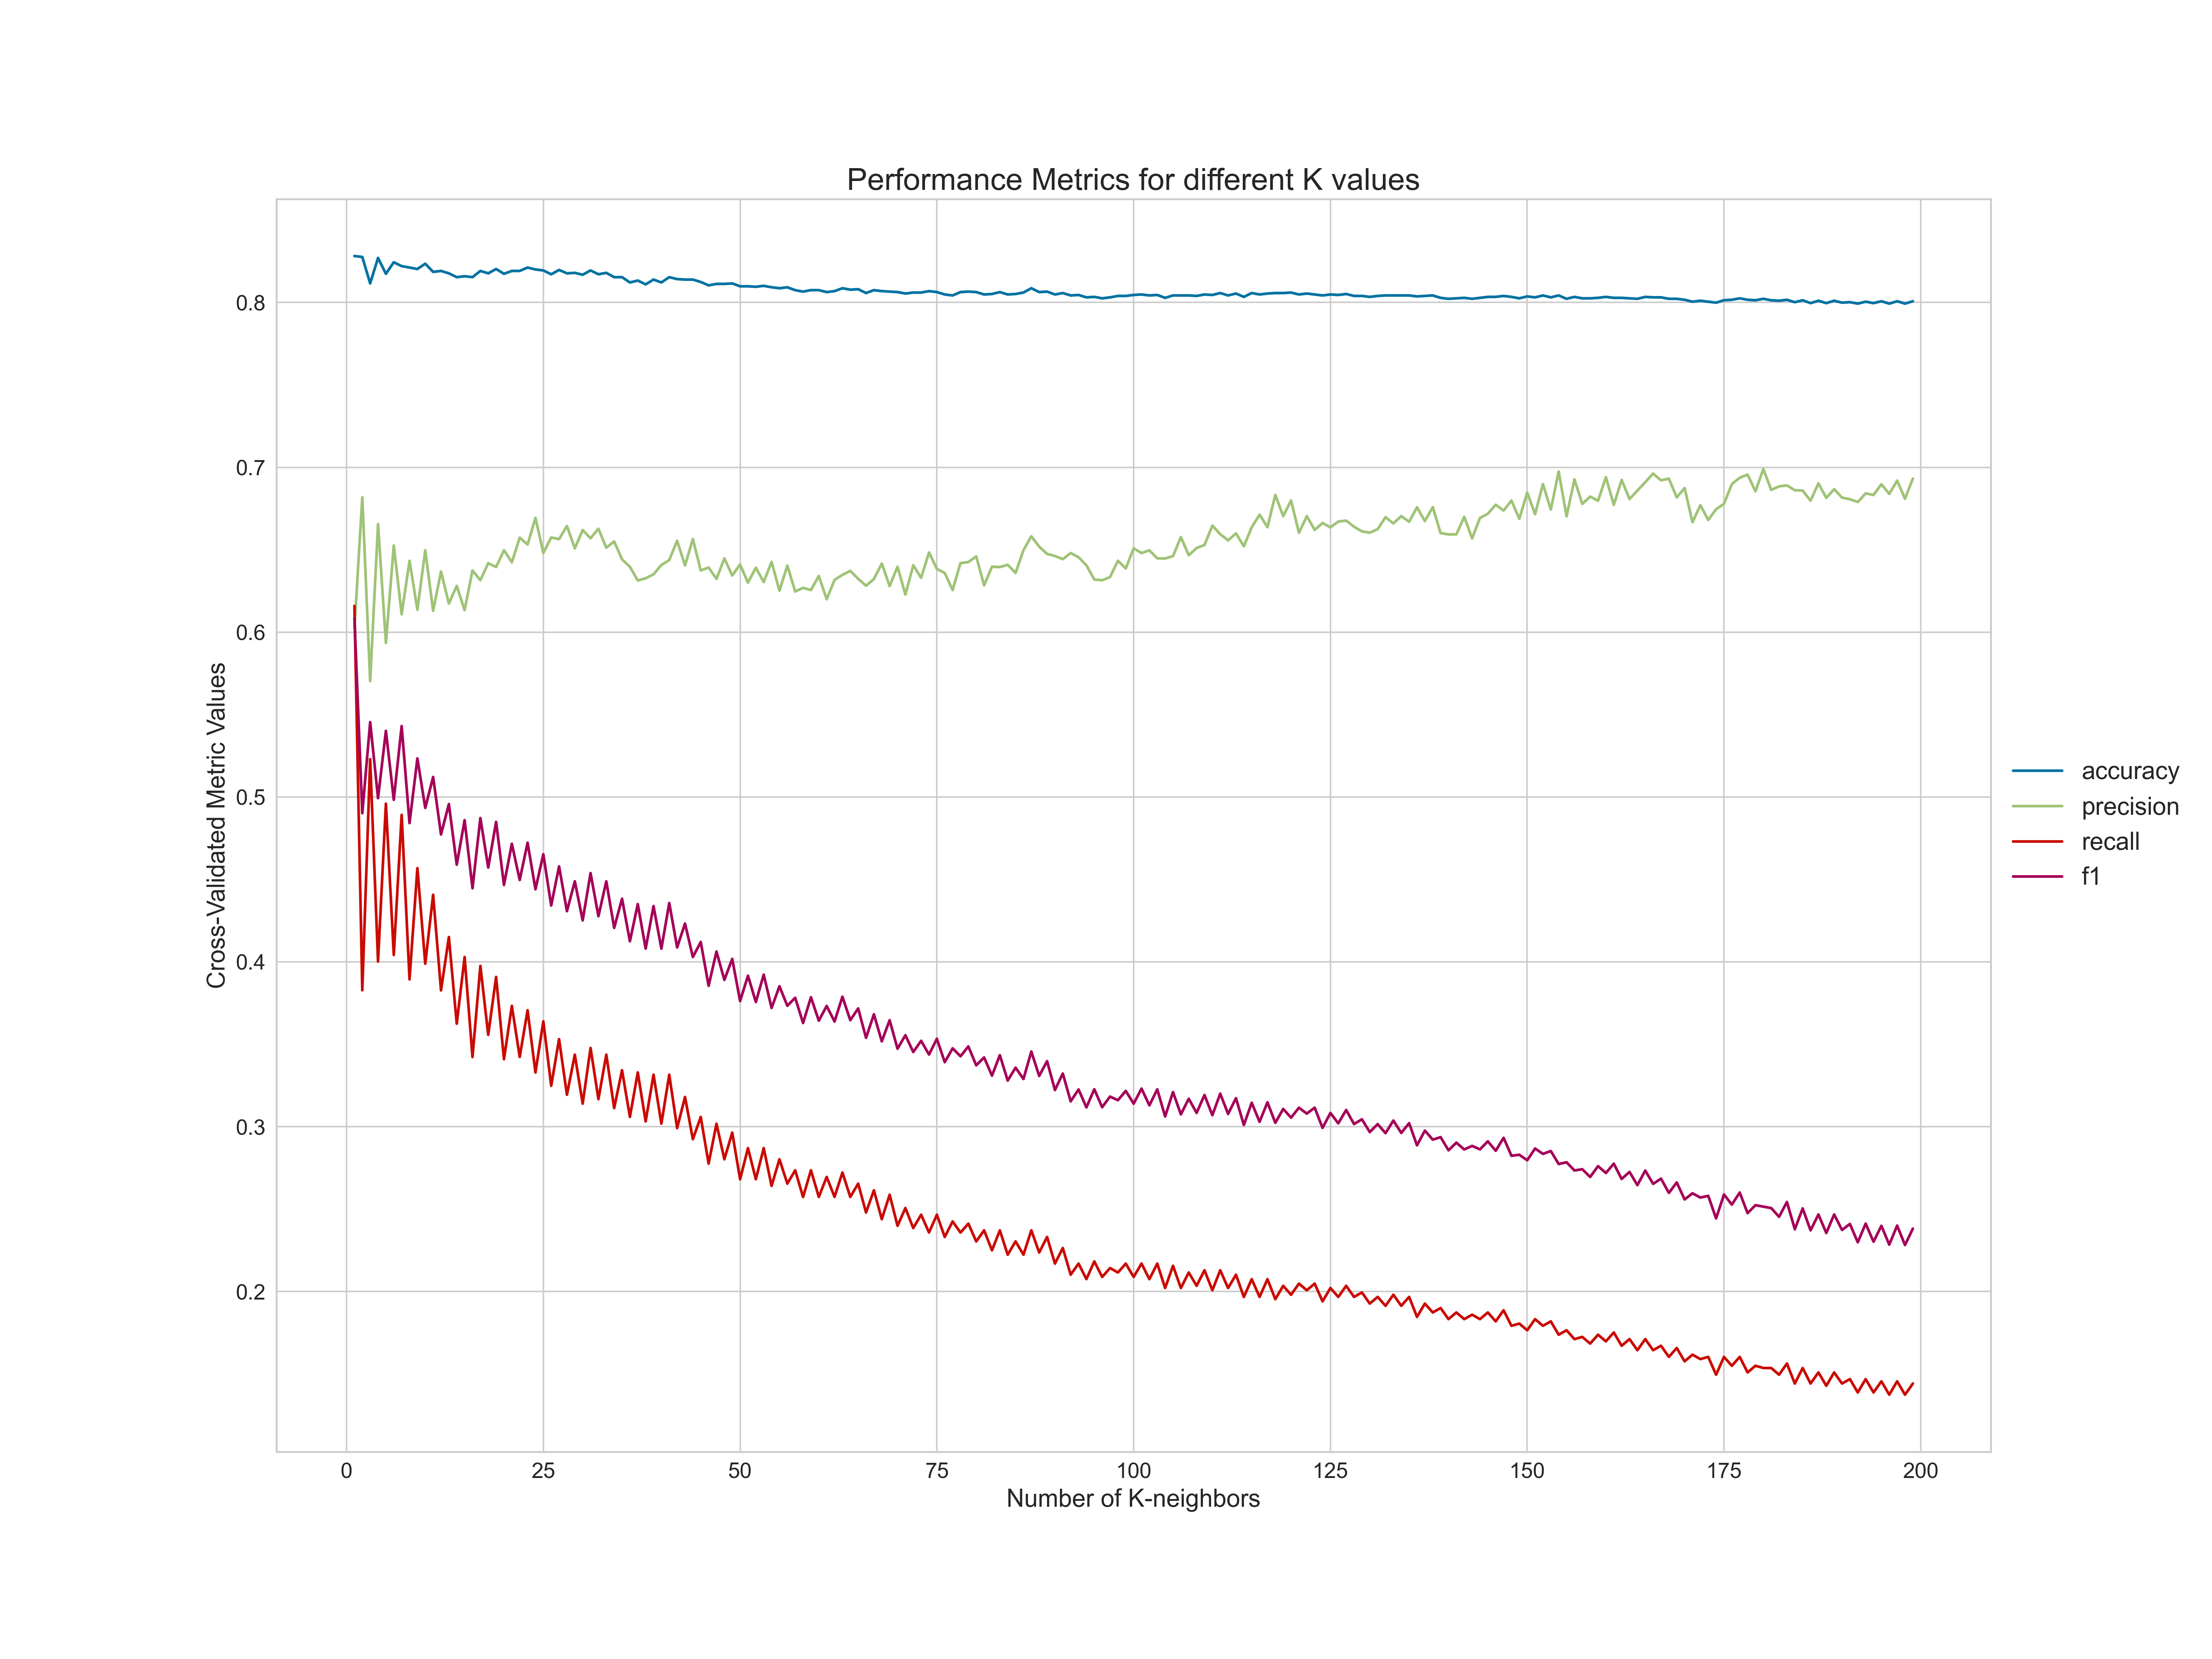 Performance Metrics for different K values
Cross-Validated Metric Values
0.8
0.7
0.6
0.5
0.4
0.3
0.2
0 25 50 75 100 125 150 175 200
Number of K-neighbors
accuracy
precision
recall
f1